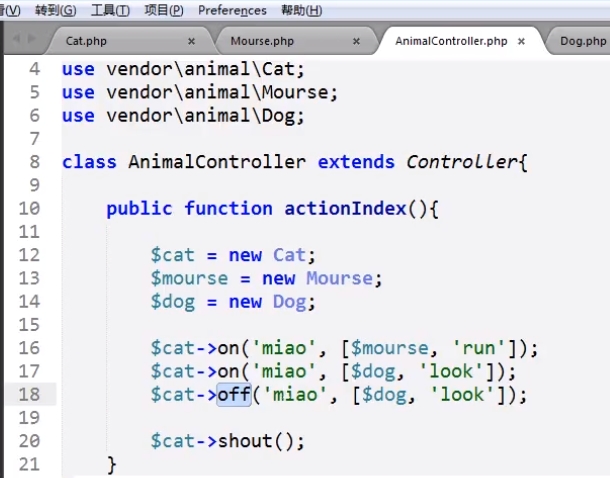 (V) 转到(G) 工具(T) 项目(P) Preferences 帮助(H)
Cat.php × Mourse.php × AnimalController.php × Dog.php
4 use vendor\animal\Cat;
5 use vendor\animal\Mourse;
6 use vendor\animal\Dog;
7
8 class AnimalController extends Controller{
9
10 public function actionIndex(){
11
12 $cat = new Cat;
13 $mourse = new Mourse;
14 $dog = new Dog;
15
16 $cat->on('miao', [$mourse, 'run']);
17 $cat->on('miao', [$dog, 'look']);
18 $cat->off('miao', [$dog, 'look']);
19
20 $cat->shout();
21 }